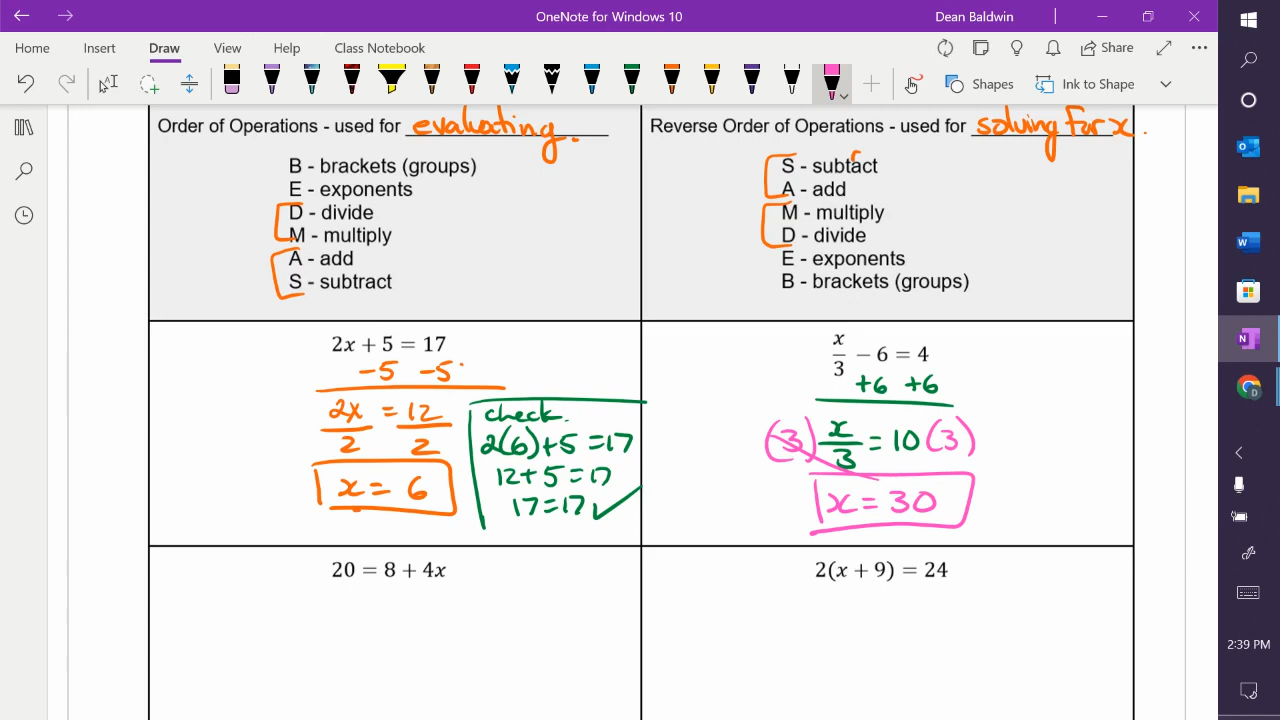 OneNote for Windows 10
Dean Baldwin
Home Insert Draw View Help Class Notebook
Share
Shapes
Ink to Shape
Order of Operations - used for evaluating.
B - brackets (groups)
E - exponents
D - divide
M - multiply
A - add
S - subtract
Reverse Order of Operations - used for solving for x.
S - subtract
A - add
M - multiply
D - divide
E - exponents
B - brackets (groups)
2x + 5 = 17
-5 -5
2x = 12
2 2
x = 6
check
2(6)+5 = 17
12+5 = 17
17=17 ✓
x/3 − 6 = 4
+6 +6
(3) x/3 = 10 (3)
x = 30
20 = 8 + 4x
2(x + 9) = 24
2:39 PM